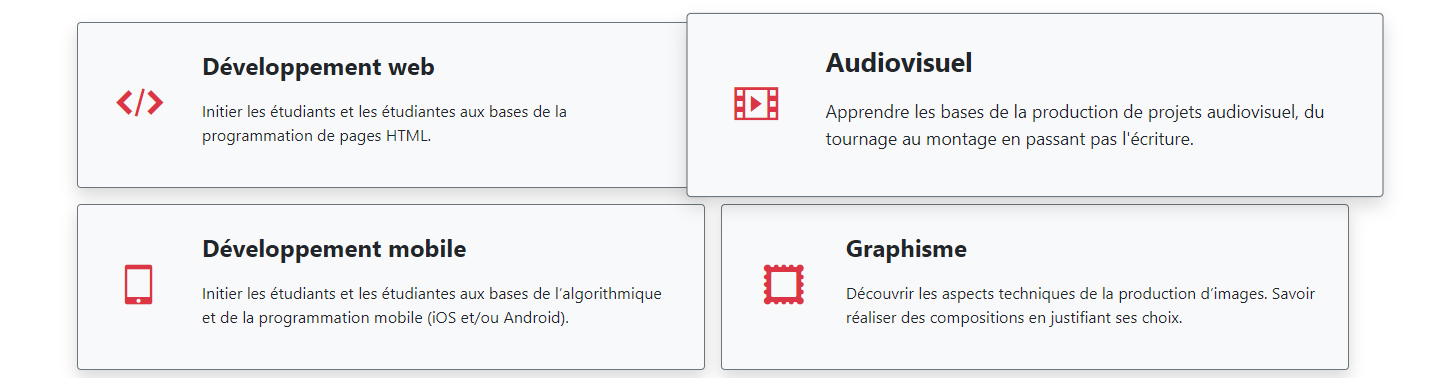 Développement web
Initier les étudiants et les étudiantes aux bases de la
programmation de pages HTML.
Audiovisuel
Apprendre les bases de la production de projets audiovisuel, du
tournage au montage en passant pas l'écriture.
Développement mobile
Initier les étudiants et les étudiantes aux bases de l’algorithmique
et de la programmation mobile (iOS et/ou Android).
Graphisme
Découvrir les aspects techniques de la production d’images. Savoir
réaliser des compositions en justifiant ses choix.